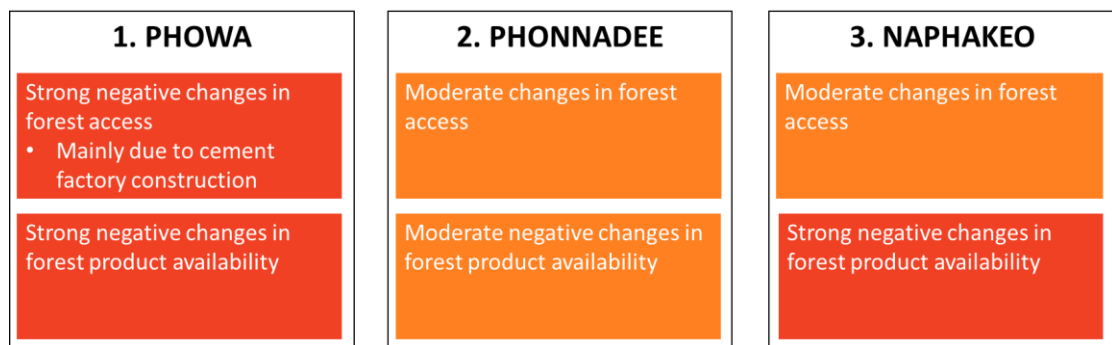 1. PHOWA
Strong negative changes in
forest access
• Mainly due to cement
factory construction
Strong negative changes in
forest product availability
2. PHONNADEE
Moderate changes in forest
access
Moderate negative changes in
forest product availability
3. NAPHAKEO
Moderate changes in forest
access
Strong negative changes in
forest product availability